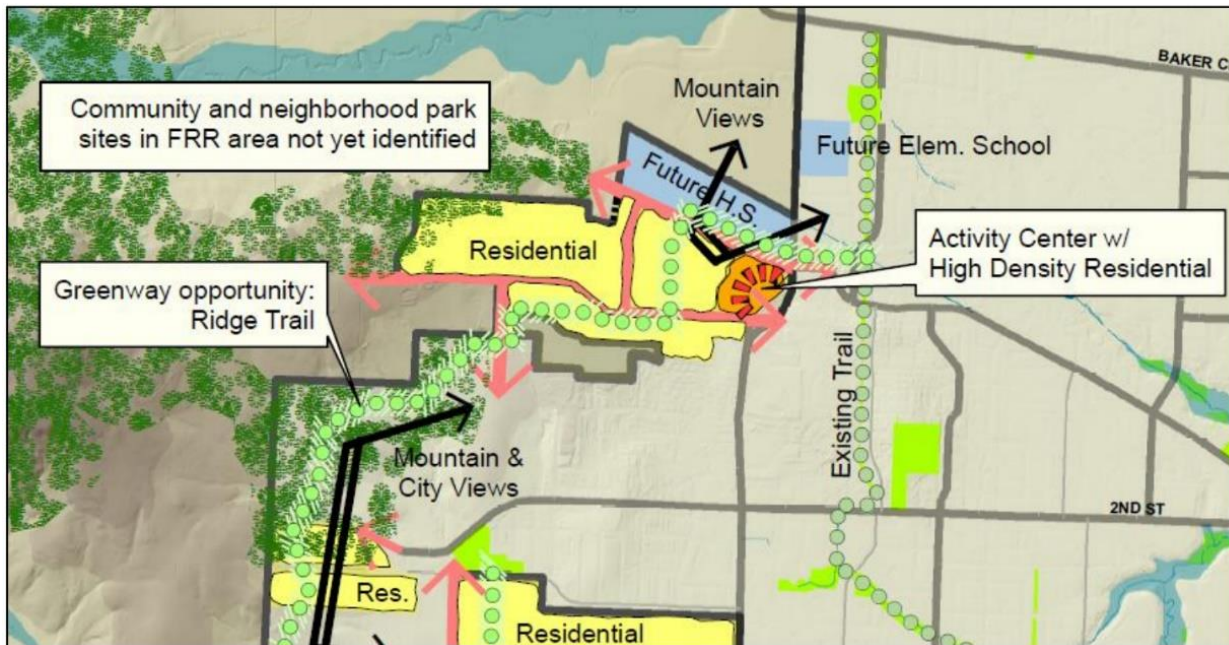 BAKER C
Mountain
Views
Community and neighborhood park
sites in FRR area not yet identified
Future Elem. School
Future H.S.
Residential
Activity Center w/
High Density Residential
Greenway opportunity:
Ridge Trail
Existing Trail
Mountain &
City Views
2ND ST
Res.
Residential